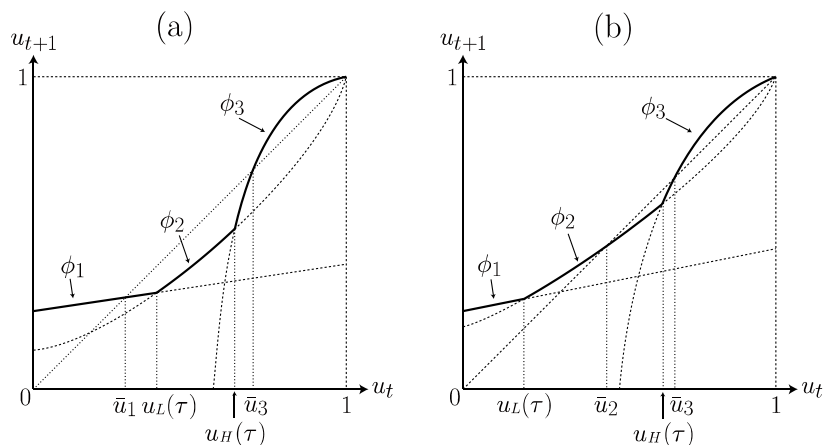 (a)
u_{t+1}
1
ϕ_3
ϕ_2
ϕ_1
0
ū_1 u_L(τ) ū_3 1 u_t
u_H(τ)
(b)
u_{t+1}
1
ϕ_3
ϕ_2
ϕ_1
0
u_L(τ) ū_2 ū_3 1 u_t
u_H(τ)